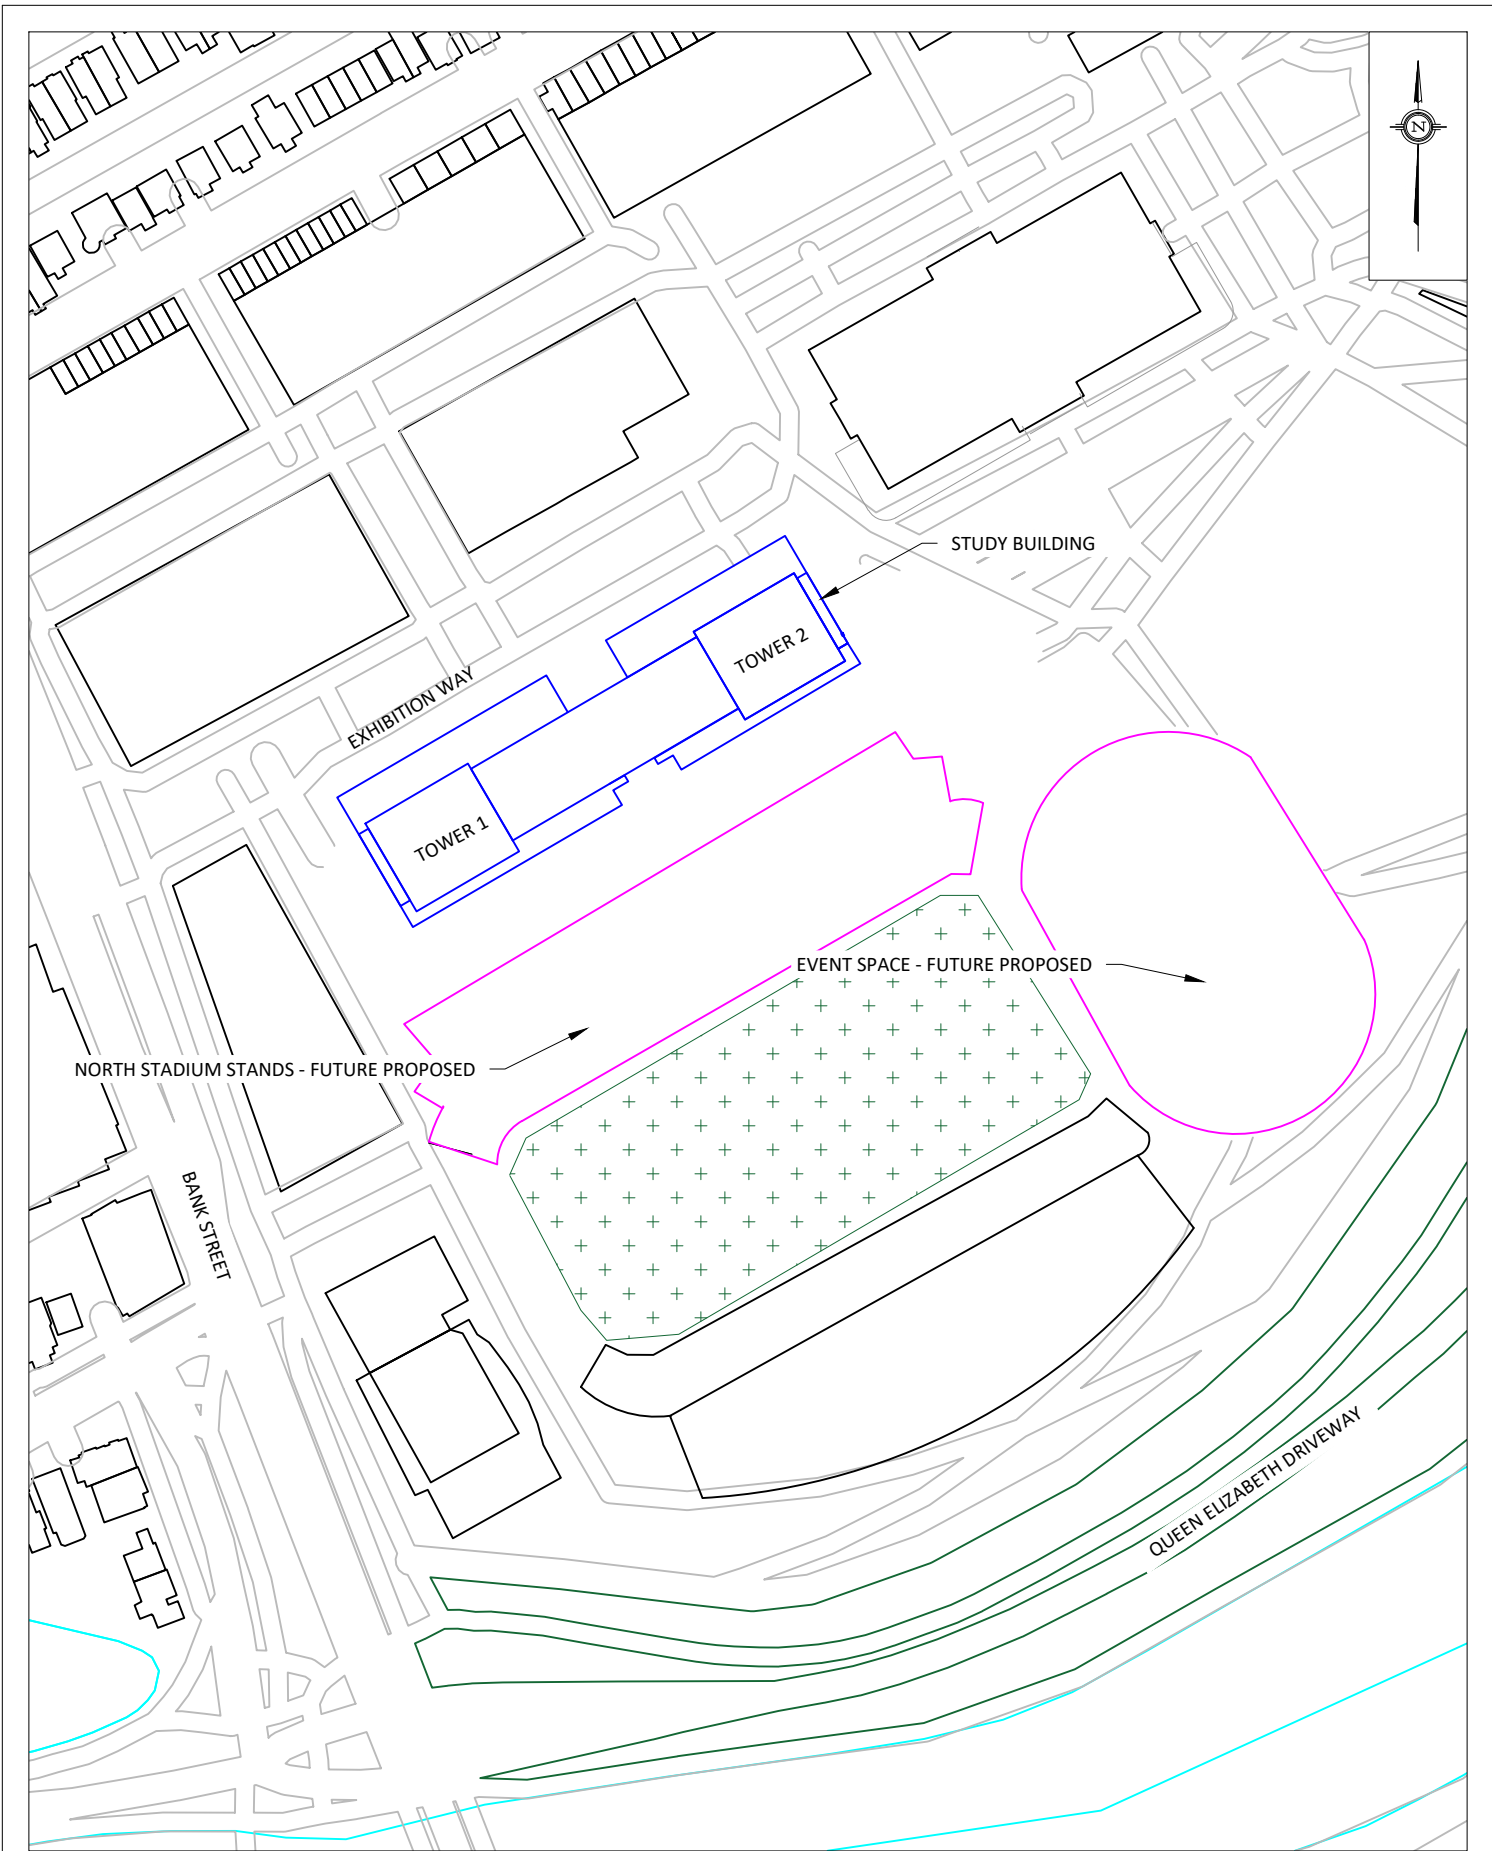 N
STUDY BUILDING
TOWER 2
EXHIBITION WAY
TOWER 1
EVENT SPACE - FUTURE PROPOSED
NORTH STADIUM STANDS - FUTURE PROPOSED
BANK STREET
QUEEN ELIZABETH DRIVEWAY